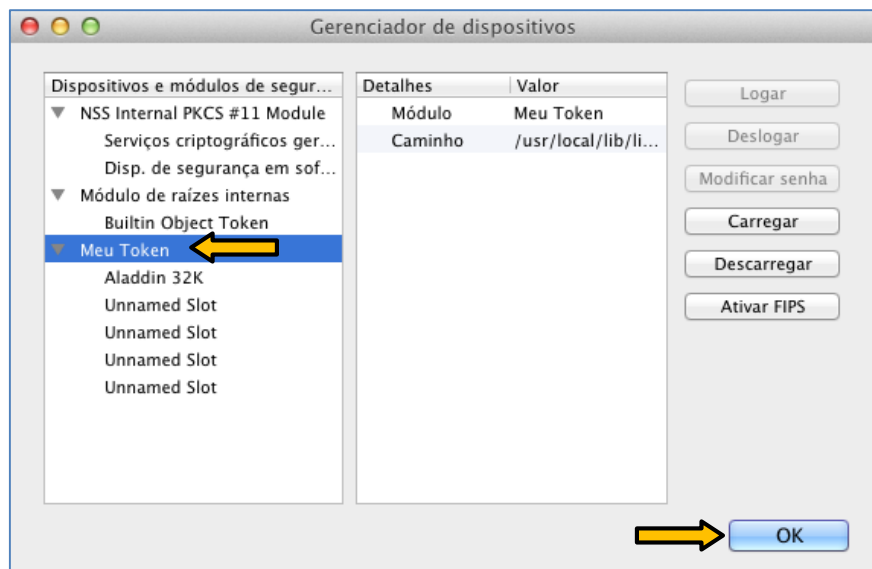 Gerenciador de dispositivos
Dispositivos e módulos de segur...
NSS Internal PKCS #11 Module
Serviços criptográficos ger...
Disp. de segurança em sof...
Módulo de raízes internas
Builtin Object Token
Meu Token
Aladdin 32K
Unnamed Slot
Unnamed Slot
Unnamed Slot
Unnamed Slot
Detalhes Valor
Módulo Meu Token
Caminho /usr/local/lib/li...
Logar
Deslogar
Modificar senha
Carregar
Descarregar
Ativar FIPS
OK